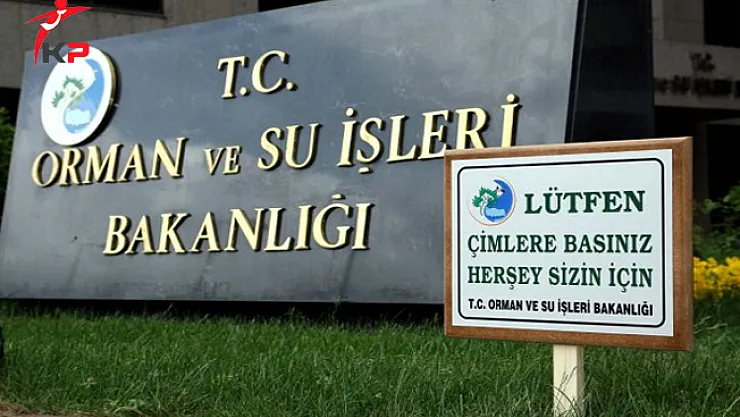 KP
T.C.
ORMAN VE SU İŞLERİ
BAKANLIĞI
LÜTFEN
ÇİMLERE BASINIZ
HERŞEY SİZİN İÇİN
T.C. ORMAN VE SU İŞLERİ BAKANLIĞI